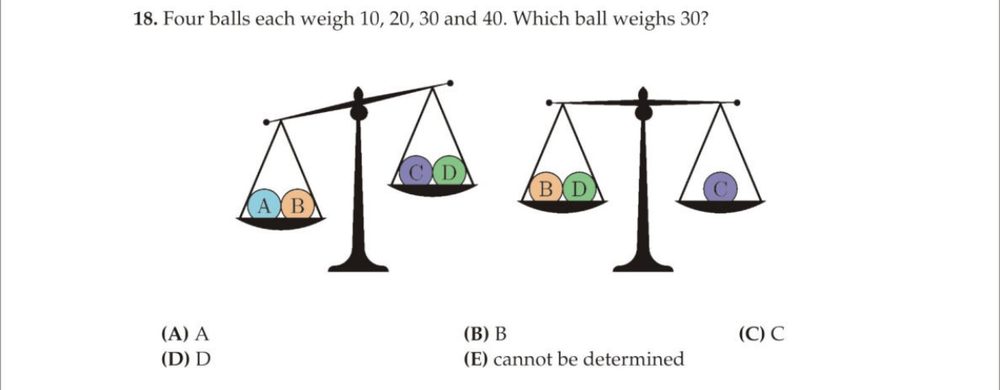 18. Four balls each weigh 10, 20, 30 and 40. Which ball weighs 30?
C D
A B
B D
C
(A) A
(B) B
(C) C
(D) D
(E) cannot be determined